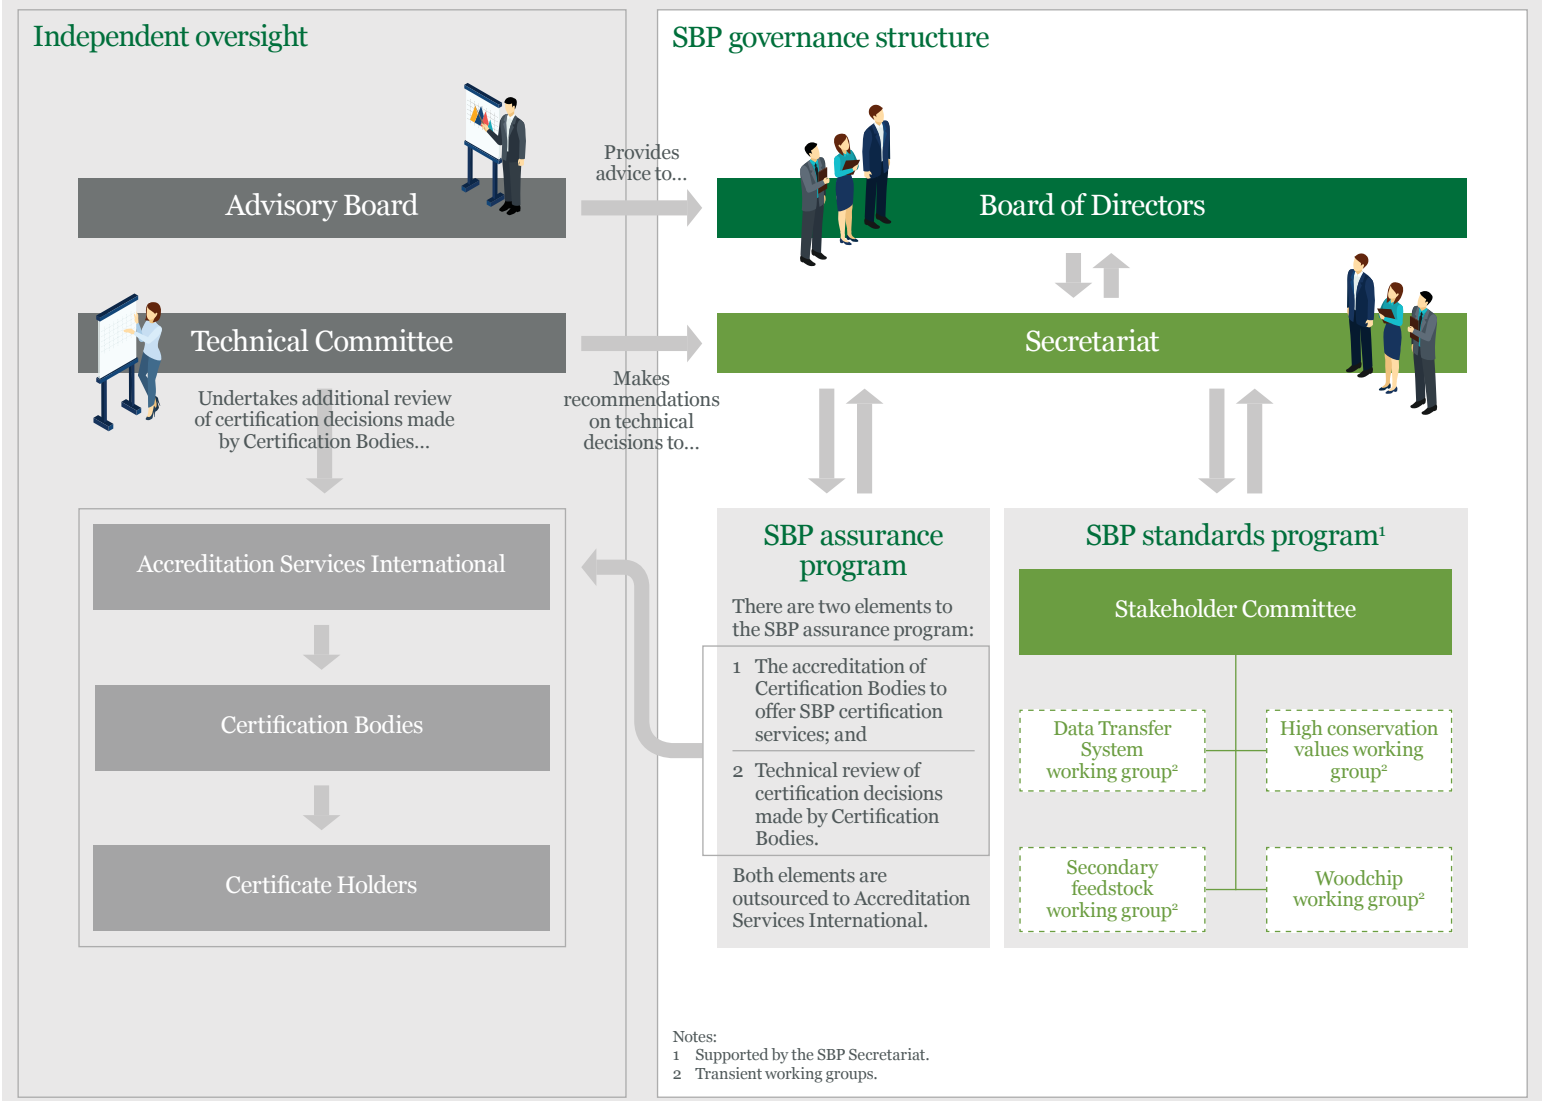 Independent oversight
SBP governance structure
Provides
advice to...
Advisory Board
Board of Directors
Technical Committee
Secretariat
Undertakes additional review
of certification decisions made
by Certification Bodies...
Makes
recommendations
on technical
decisions to...
Accreditation Services International
Certification Bodies
Certificate Holders
SBP assurance
program
There are two elements to
the SBP assurance program:
1 The accreditation of
Certification Bodies to
offer SBP certification
services; and
2 Technical review of
certification decisions
made by Certification
Bodies.
Both elements are
outsourced to Accreditation
Services International.
SBP standards program¹
Stakeholder Committee
Data Transfer
System
working group²
High conservation
values working
group²
Secondary
feedstock
working group²
Woodchip
working group²
Notes:
1 Supported by the SBP Secretariat.
2 Transient working groups.